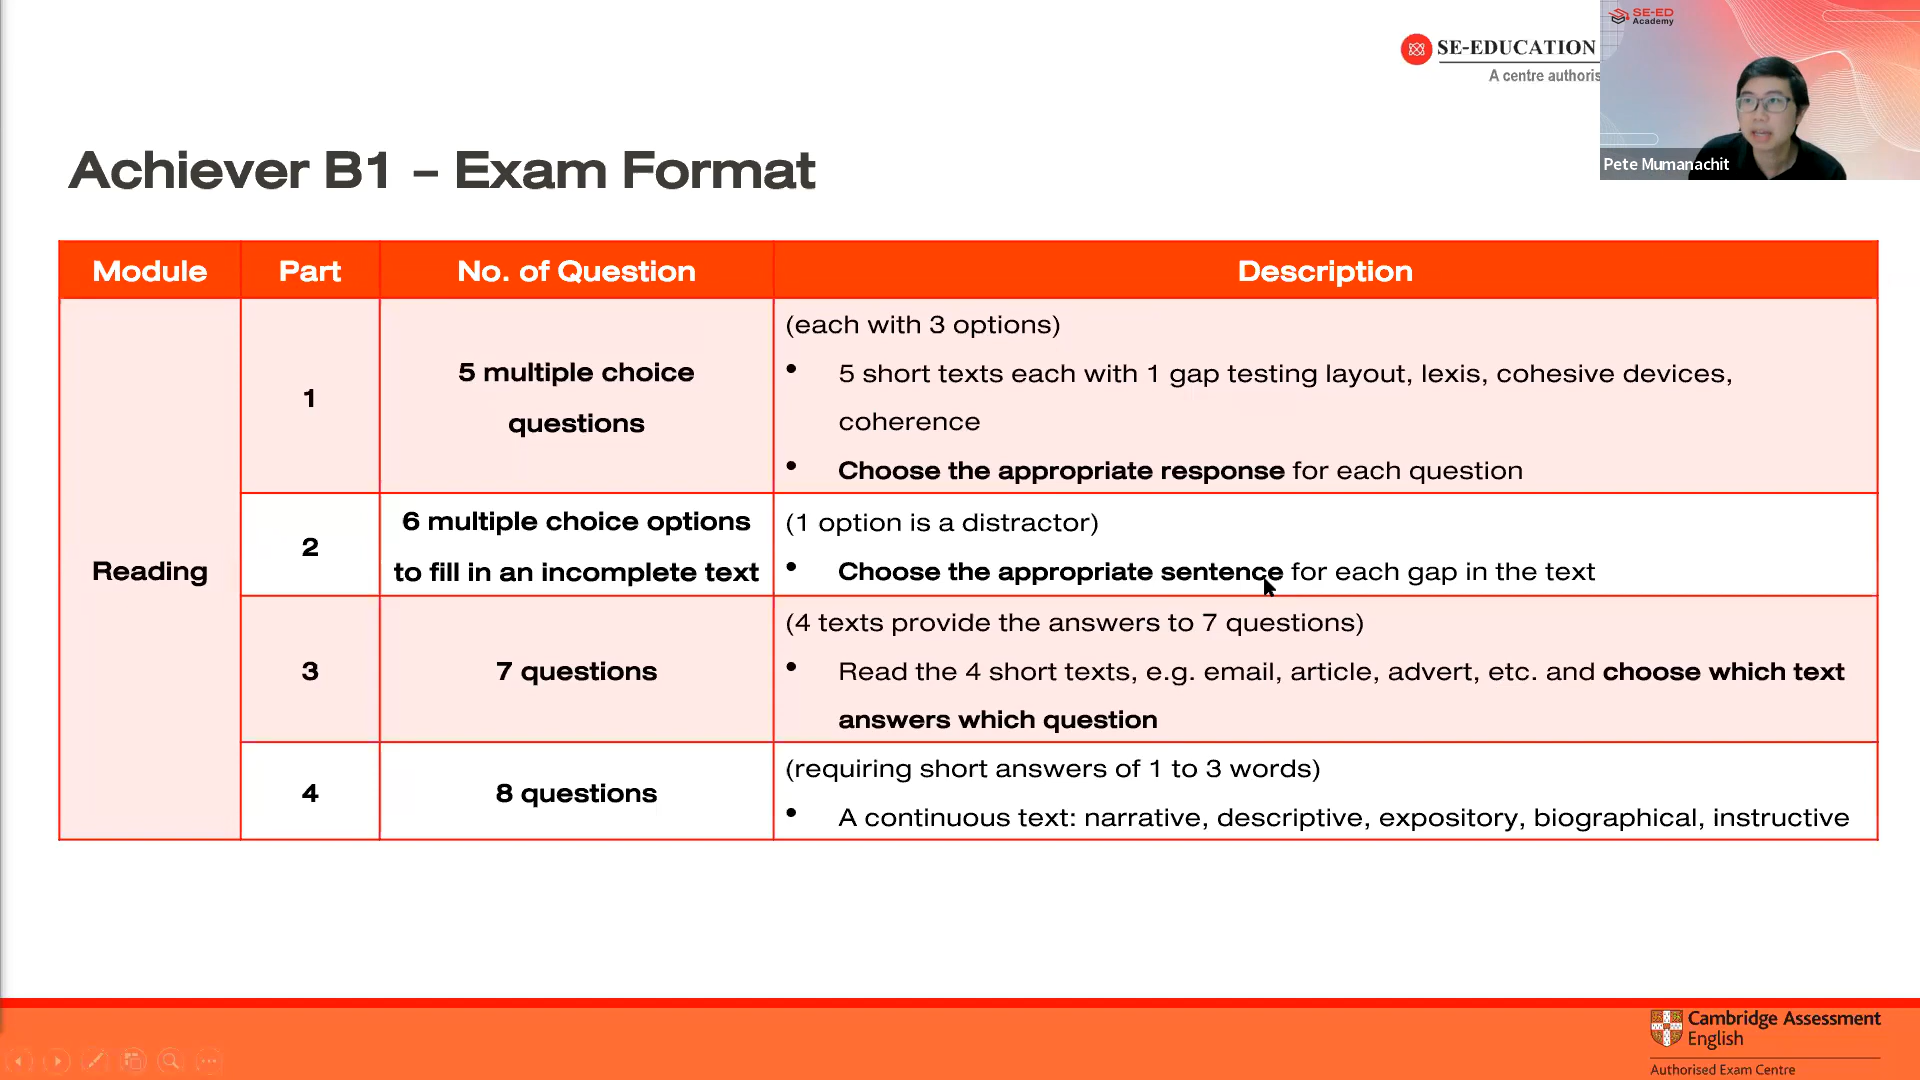 SE-ED
Academy
SE-EDUCATION
A centre authoris
Pete Mumanachit
Achiever B1 – Exam Format
Module Part No. of Question Description
Reading
1
5 multiple choice
questions
(each with 3 options)
• 5 short texts each with 1 gap testing layout, lexis, cohesive devices,
coherence
• Choose the appropriate response for each question
2
6 multiple choice options
to fill in an incomplete text
(1 option is a distractor)
• Choose the appropriate sentence for each gap in the text
3
7 questions
(4 texts provide the answers to 7 questions)
• Read the 4 short texts, e.g. email, article, advert, etc. and choose which text
answers which question
4
8 questions
(requiring short answers of 1 to 3 words)
• A continuous text: narrative, descriptive, expository, biographical, instructive
Cambridge Assessment
English
Authorised Exam Centre